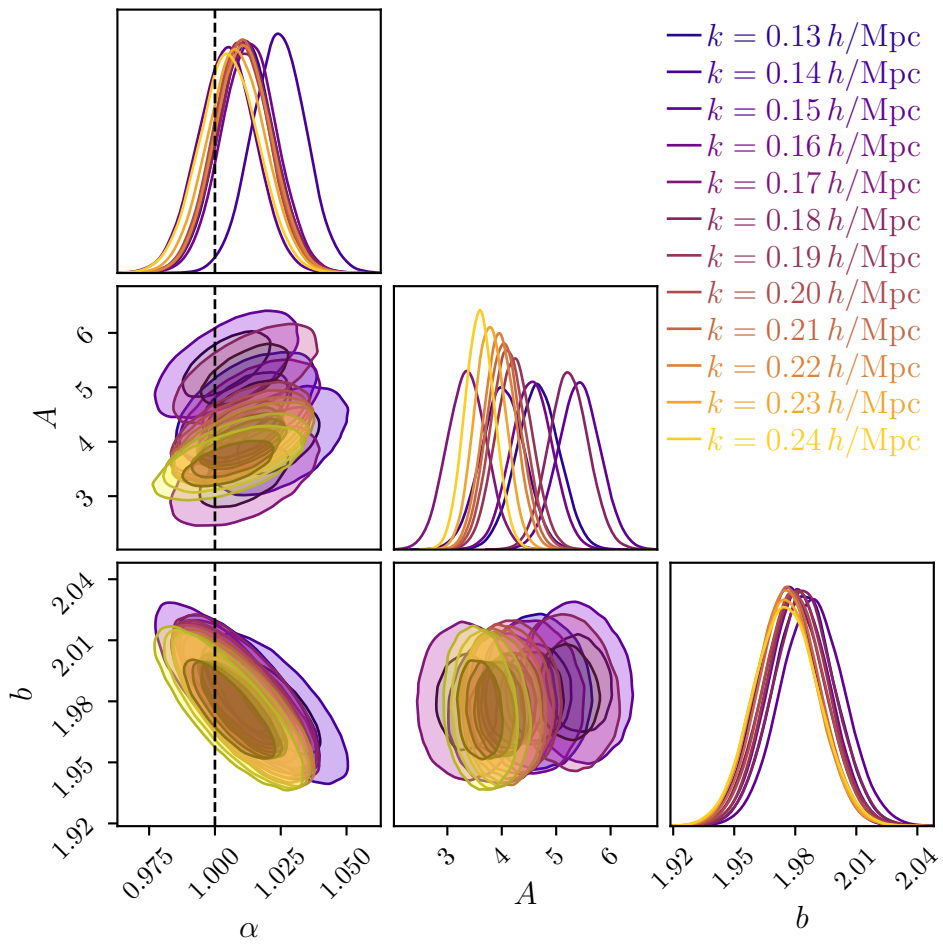 k = 0.13 h/Mpc
k = 0.14 h/Mpc
k = 0.15 h/Mpc
k = 0.16 h/Mpc
k = 0.17 h/Mpc
k = 0.18 h/Mpc
k = 0.19 h/Mpc
k = 0.20 h/Mpc
k = 0.21 h/Mpc
k = 0.22 h/Mpc
k = 0.23 h/Mpc
k = 0.24 h/Mpc
6
5
4
3
A
2.04
2.01
1.98
1.95
1.92
b
0.975 1.000 1.025 1.050
α
3 4 5 6
A
1.92 1.95 1.98 2.01 2.04
b